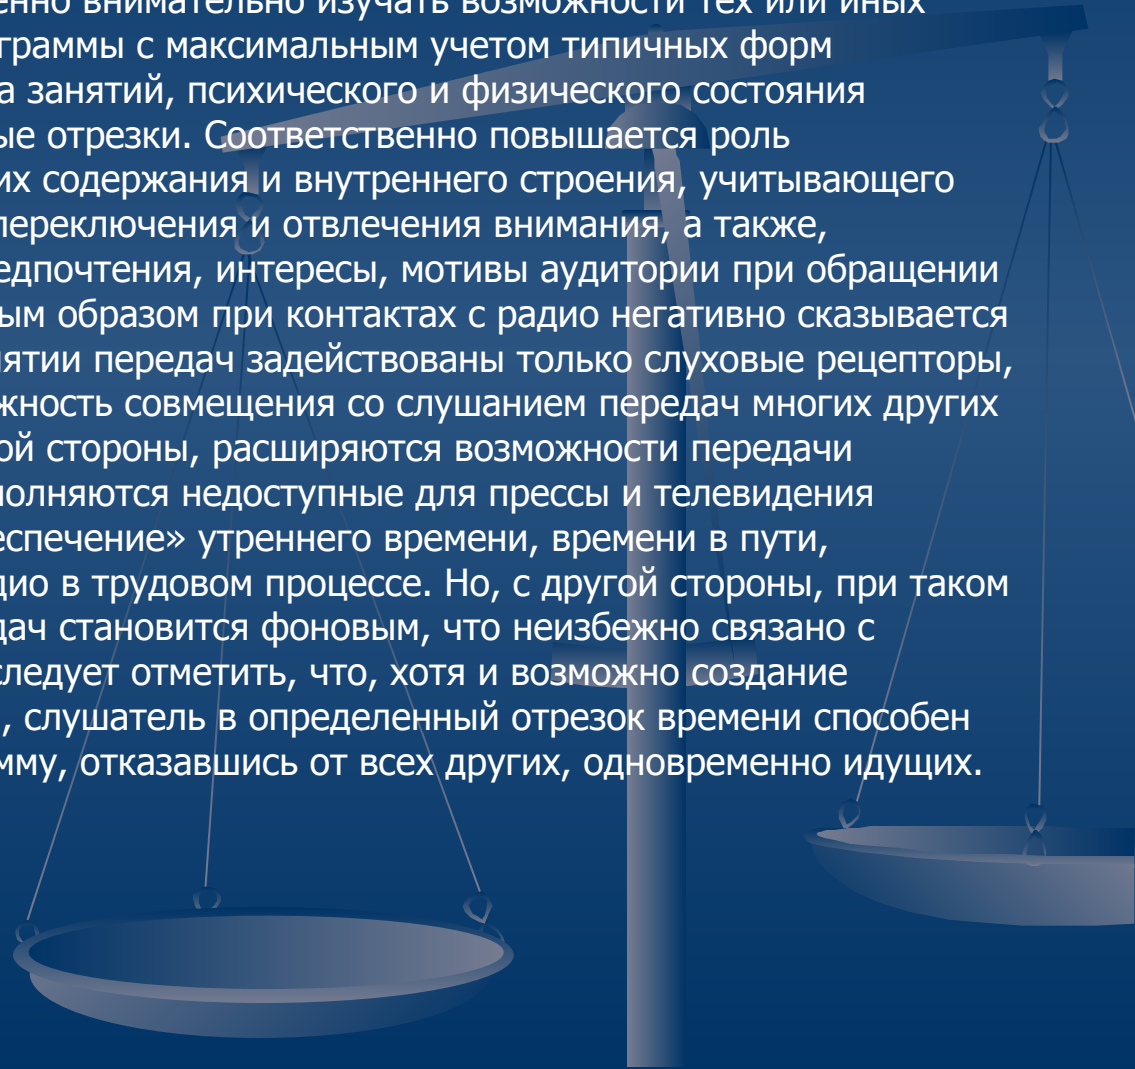 енно внимательно изучать возможности тех или иных
граммы с максимальным учетом типичных форм
а занятий, психического и физического состояния
ые отрезки. Соответственно повышается роль
их содержания и внутреннего строения, учитывающего
переключения и отвлечения внимания, а также,
едпочтения, интересы, мотивы аудитории при обращении
ым образом при контактах с радио негативно сказывается
ятии передач задействованы только слуховые рецепторы,
жность совмещения со слушанием передач многих других
ой стороны, расширяются возможности передачи
полняются недоступные для прессы и телевидения
еспечение» утреннего времени, времени в пути,
дио в трудовом процессе. Но, с другой стороны, при таком
дач становится фоновым, что неизбежно связано с
следует отметить, что, хотя и возможно создание
, слушатель в определенный отрезок времени способен
мму, отказавшись от всех других, одновременно идущих.